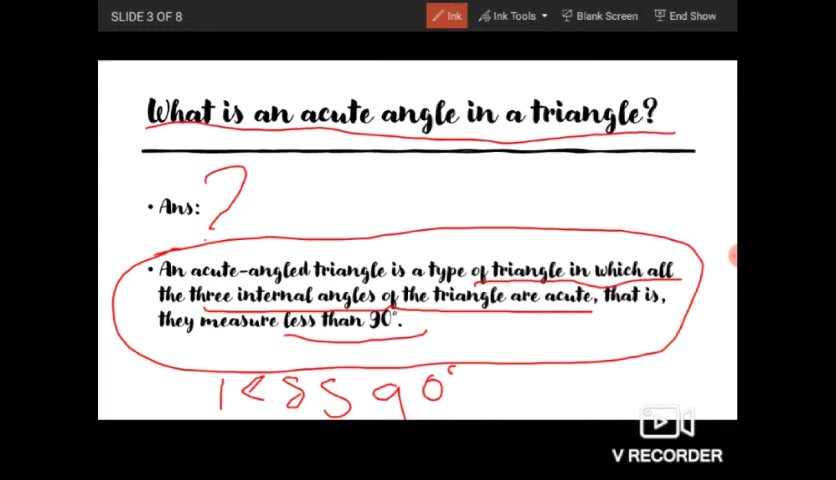 SLIDE 3 OF 8 Ink Ink Tools Blank Screen End Show
What is an acute angle in a triangle?
• Ans: ?
• An acute-angled triangle is a type of triangle in which all
the three internal angles of the triangle are acute, that is,
they measure less than 90°.
less 90°
V RECORDER